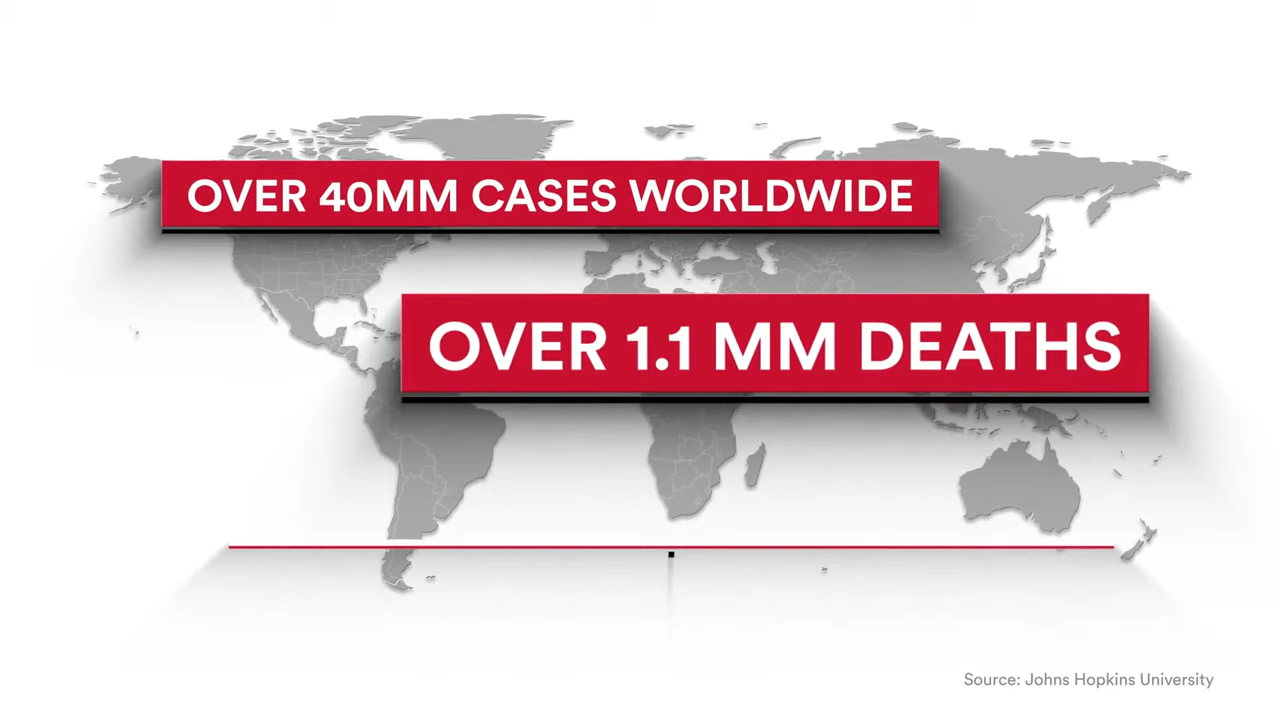 OVER 40MM CASES WORLDWIDE
OVER 1.1 MM DEATHS
Source: Johns Hopkins University